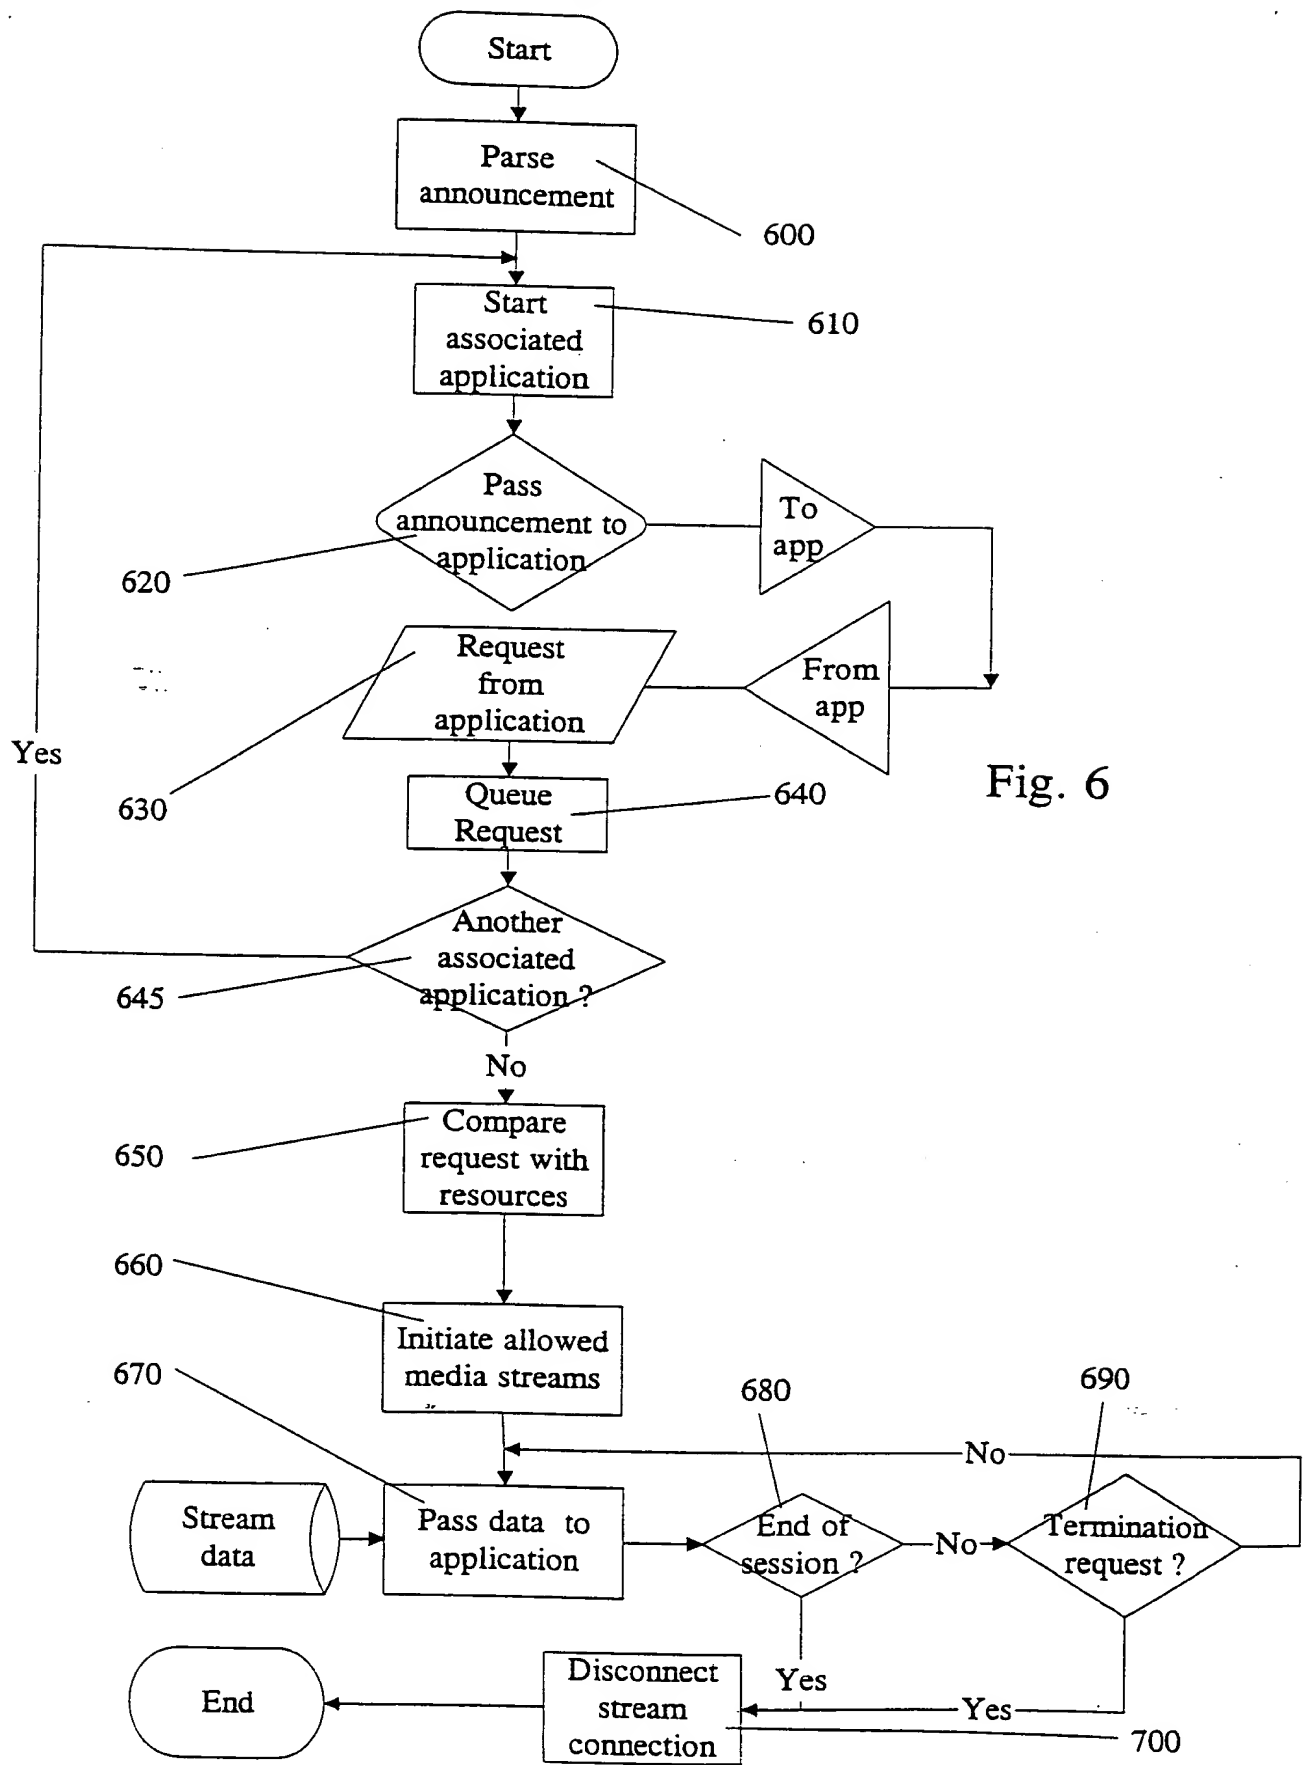 Start
Parse
announcement
600
Start
associated
application
610
Pass
announcement to
application
620
To
app
Request
from
application
From
app
630
Yes
Queue
Request
640
Fig. 6
Another
associated
application ?
645
No
Compare
request with
resources
650
660
Initiate allowed
media streams
670
680
690
No
Stream
data
Pass data to
application
End of
session ?
No
Termination
request ?
End
Disconnect
stream
connection
Yes
Yes
700